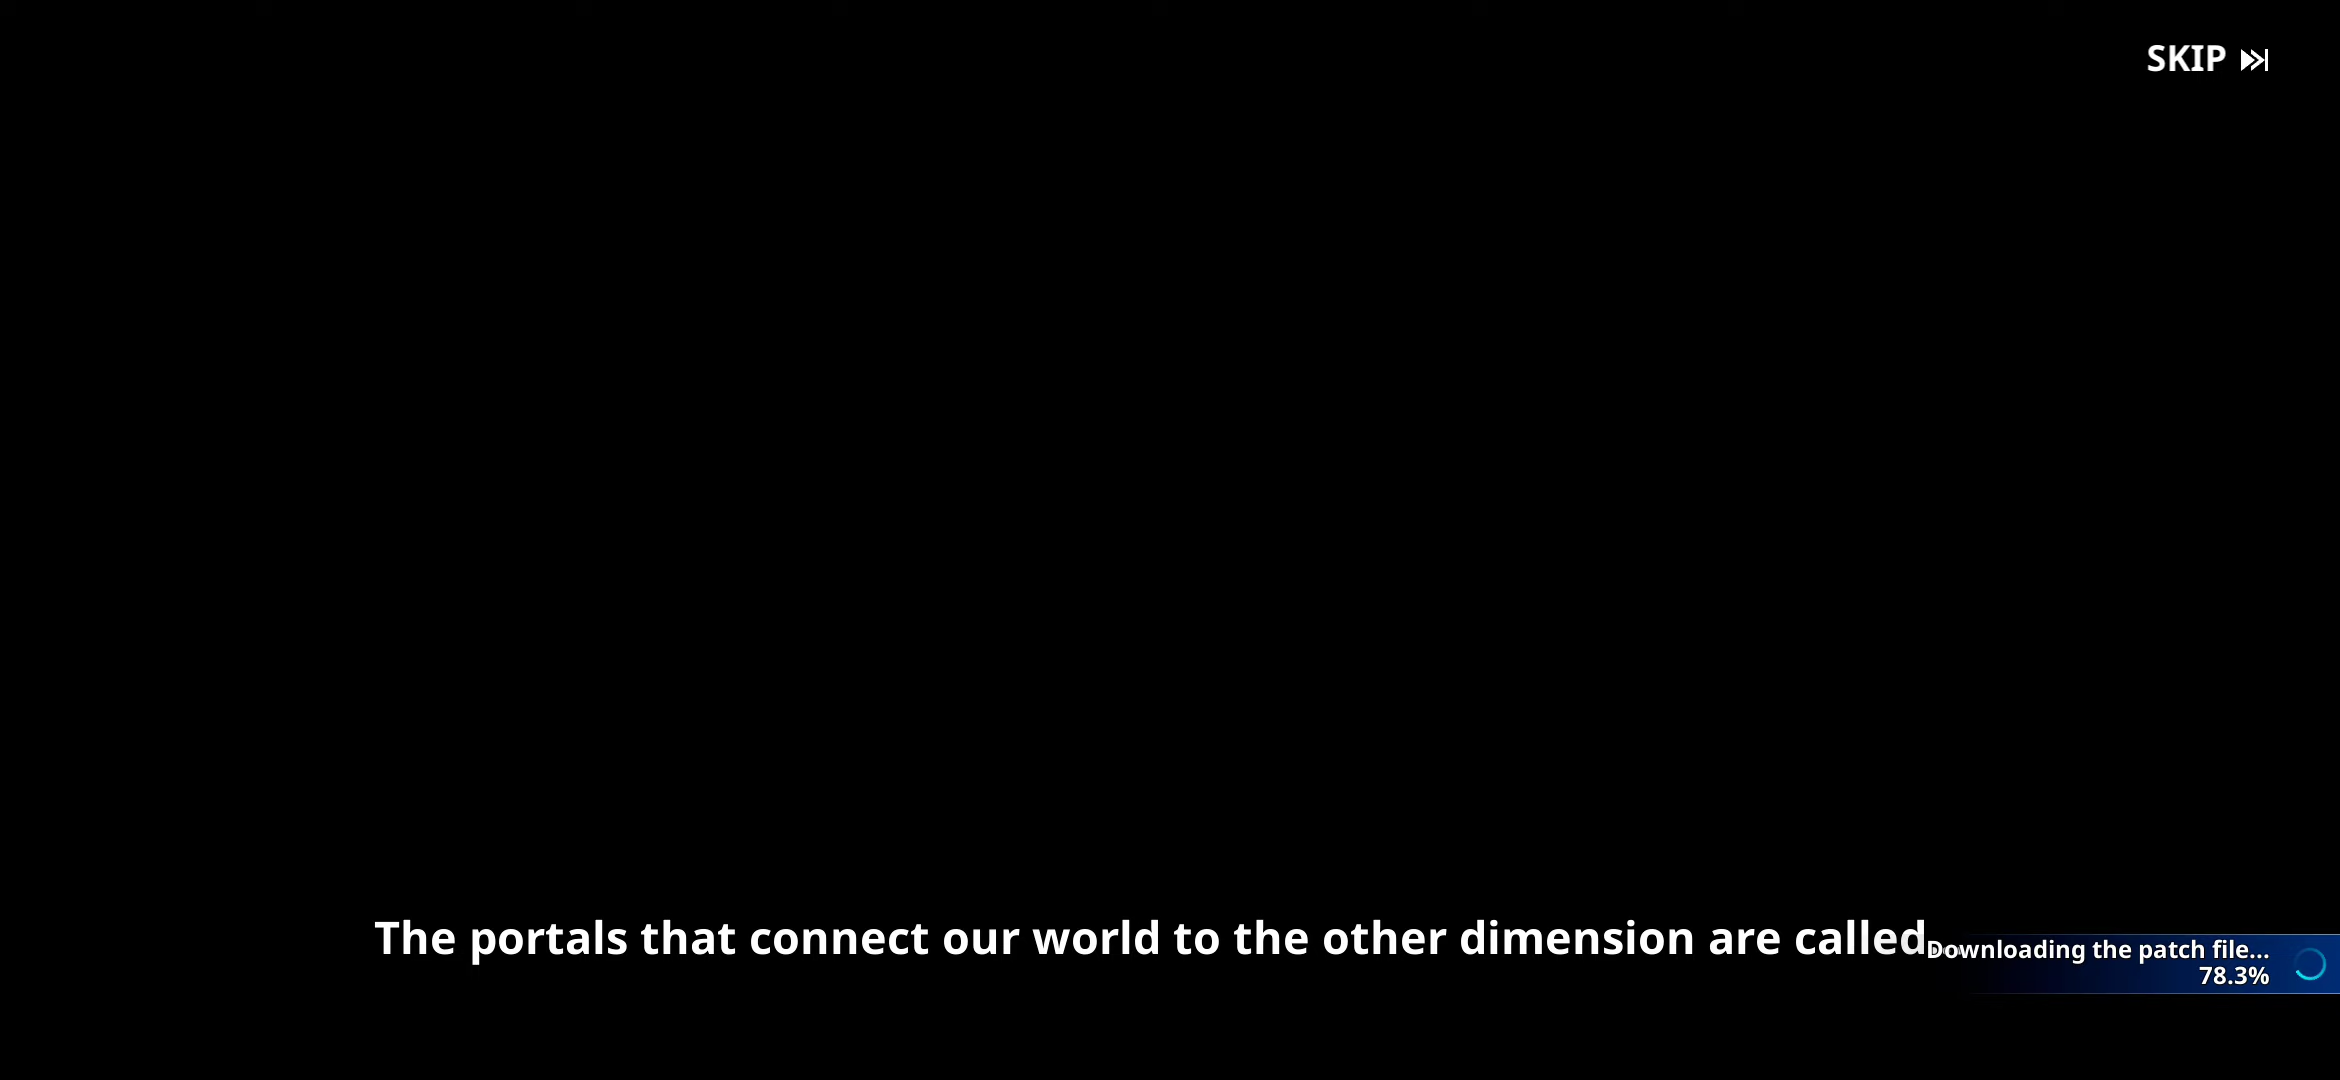 SKIP
The portals that connect our world to the other dimension are called
Downloading the patch file...
78.3%